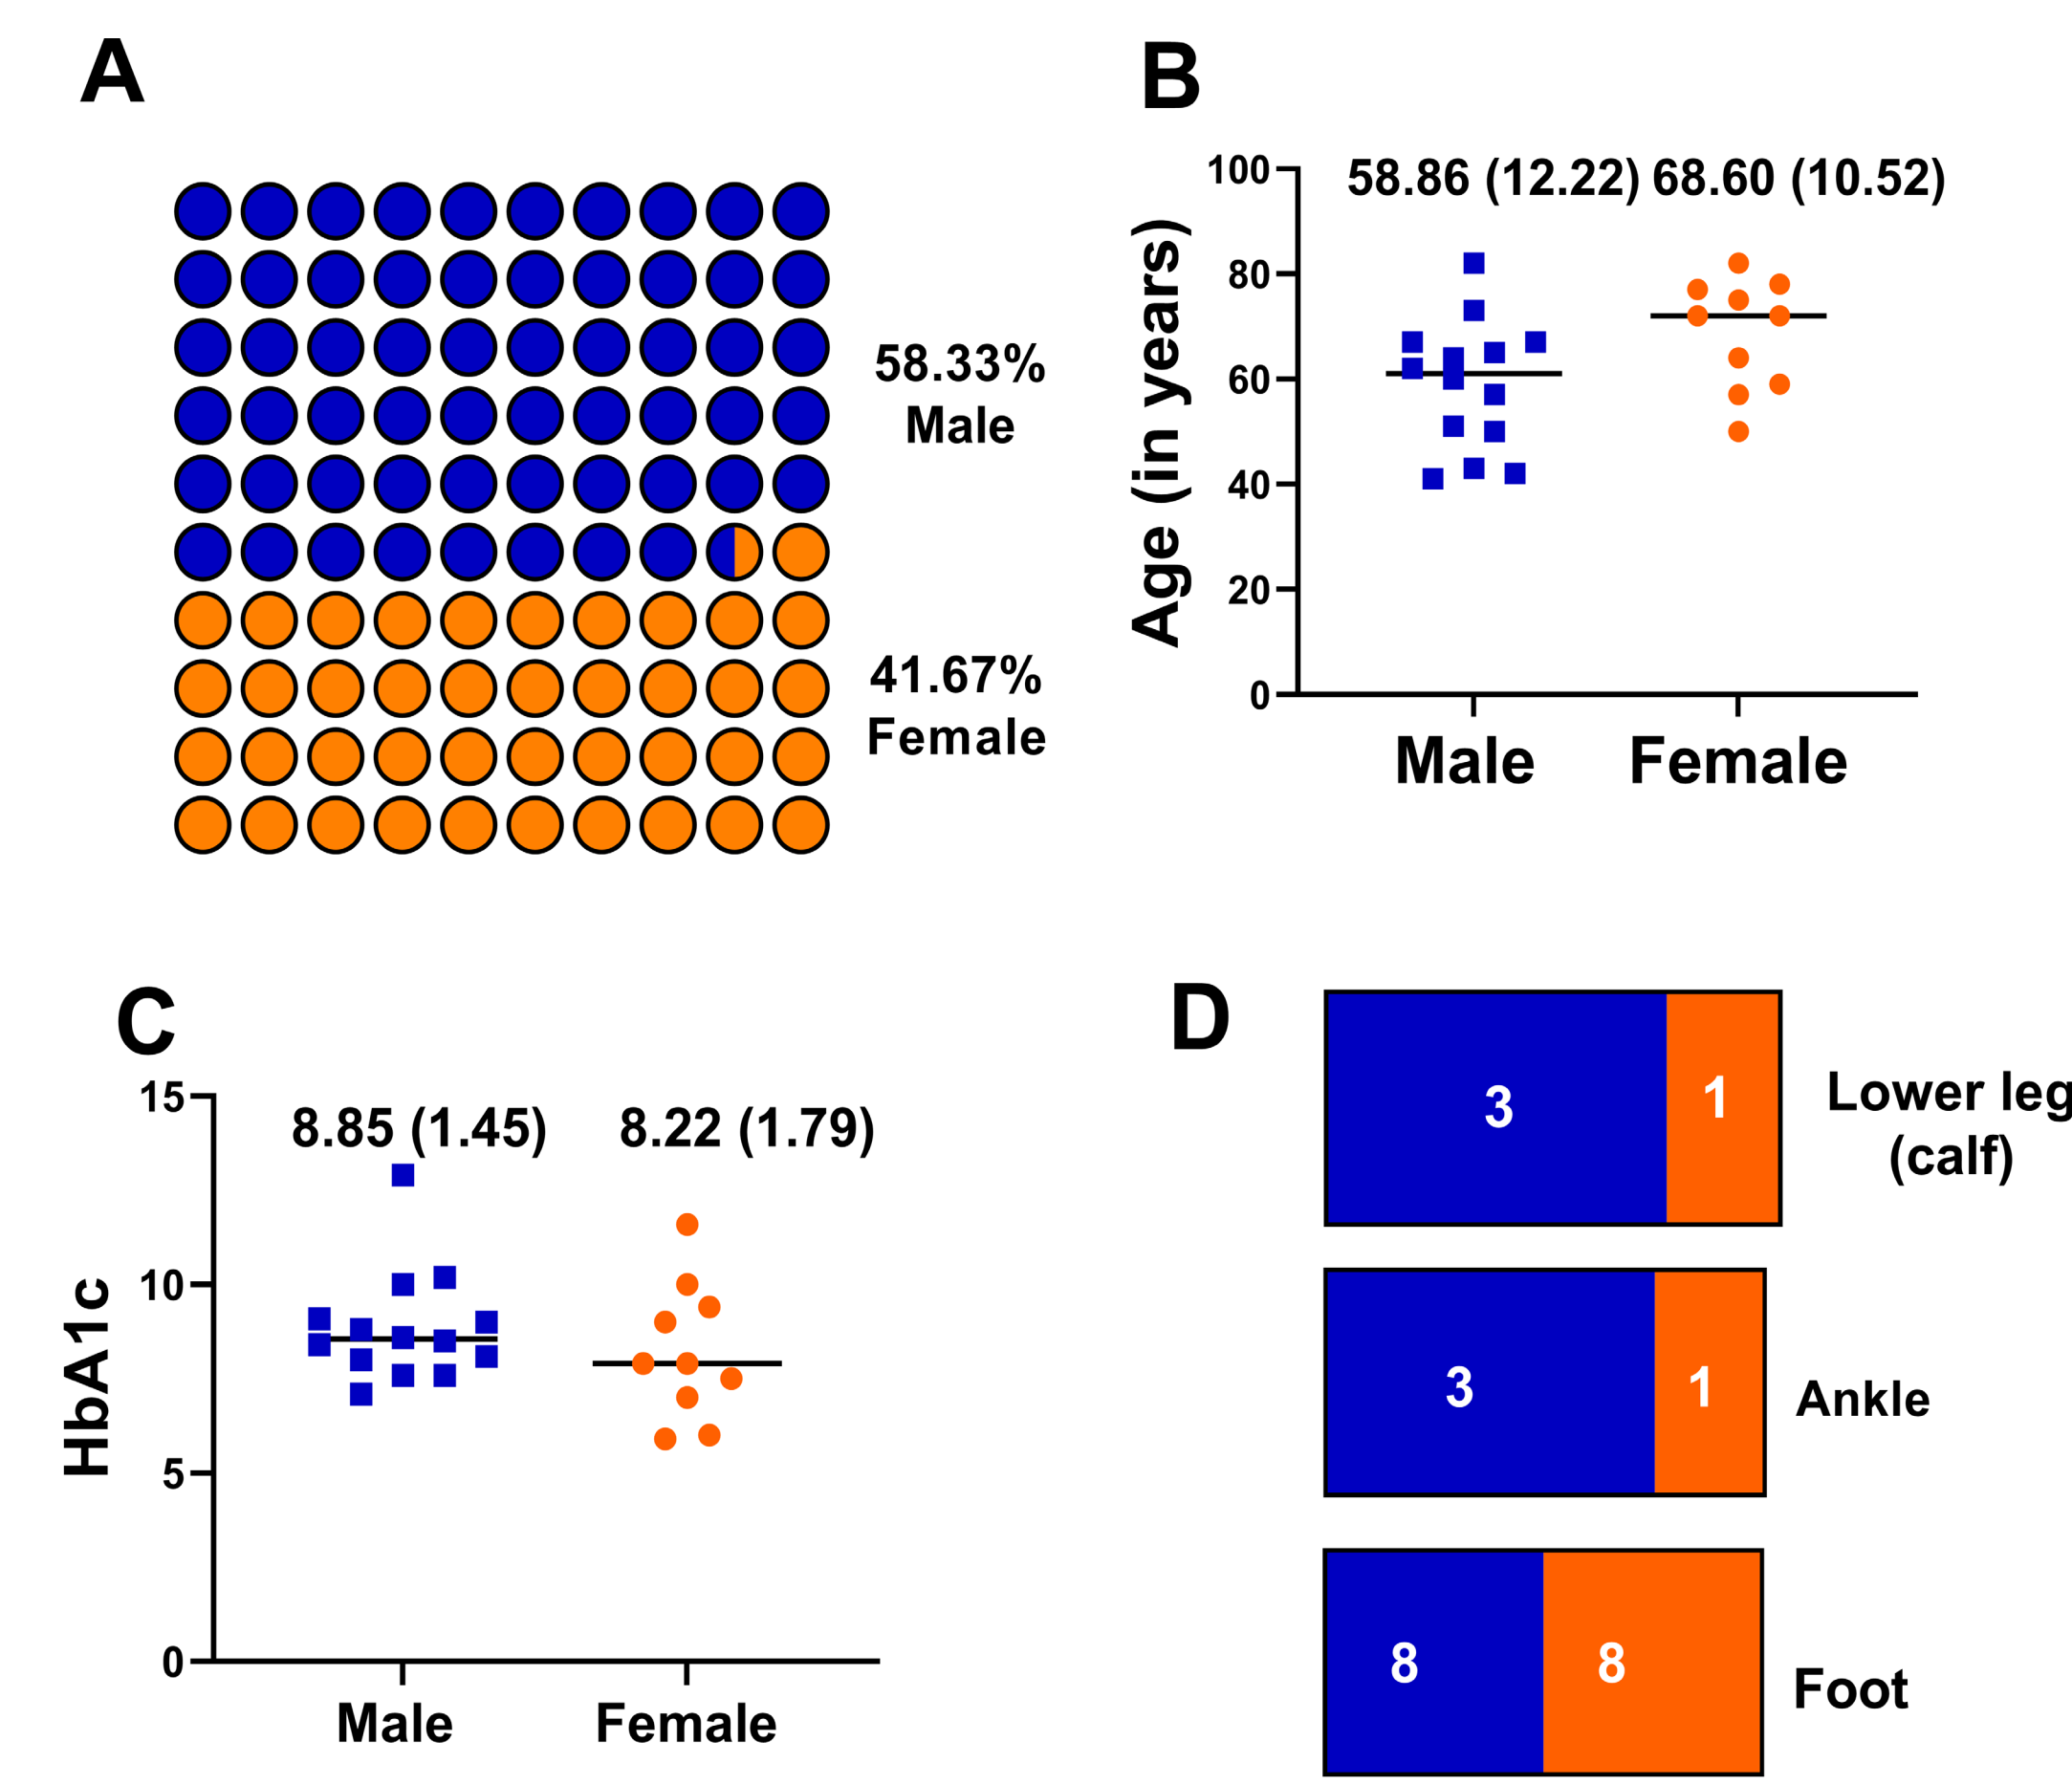 A
58.33%
Male
41.67%
Female
B
58.86 (12.22) 68.60 (10.52)
100
80
60
40
20
0
Age (in years)
Male Female
C
8.85 (1.45) 8.22 (1.79)
15
10
5
0
HbA1c
Male Female
D
3 1
Lower leg
(calf)
3 1
Ankle
8 8
Foot